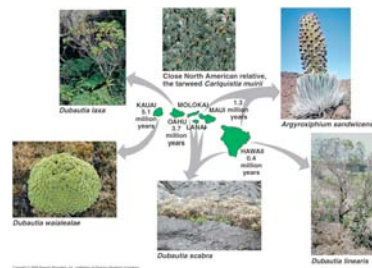 Dubautia laxa
Close North American relative,
the tarweed Carlquistia muirii
Argyroxiphium sandwicense
KAUAI
5.1
million
years
MOLOKAI
MAUI
1.3
million
years
OAHU
3.7
million
years
LANAI
HAWAII
0.4
million
years
Dubautia waialealae
Dubautia scabra
Dubautia linearis